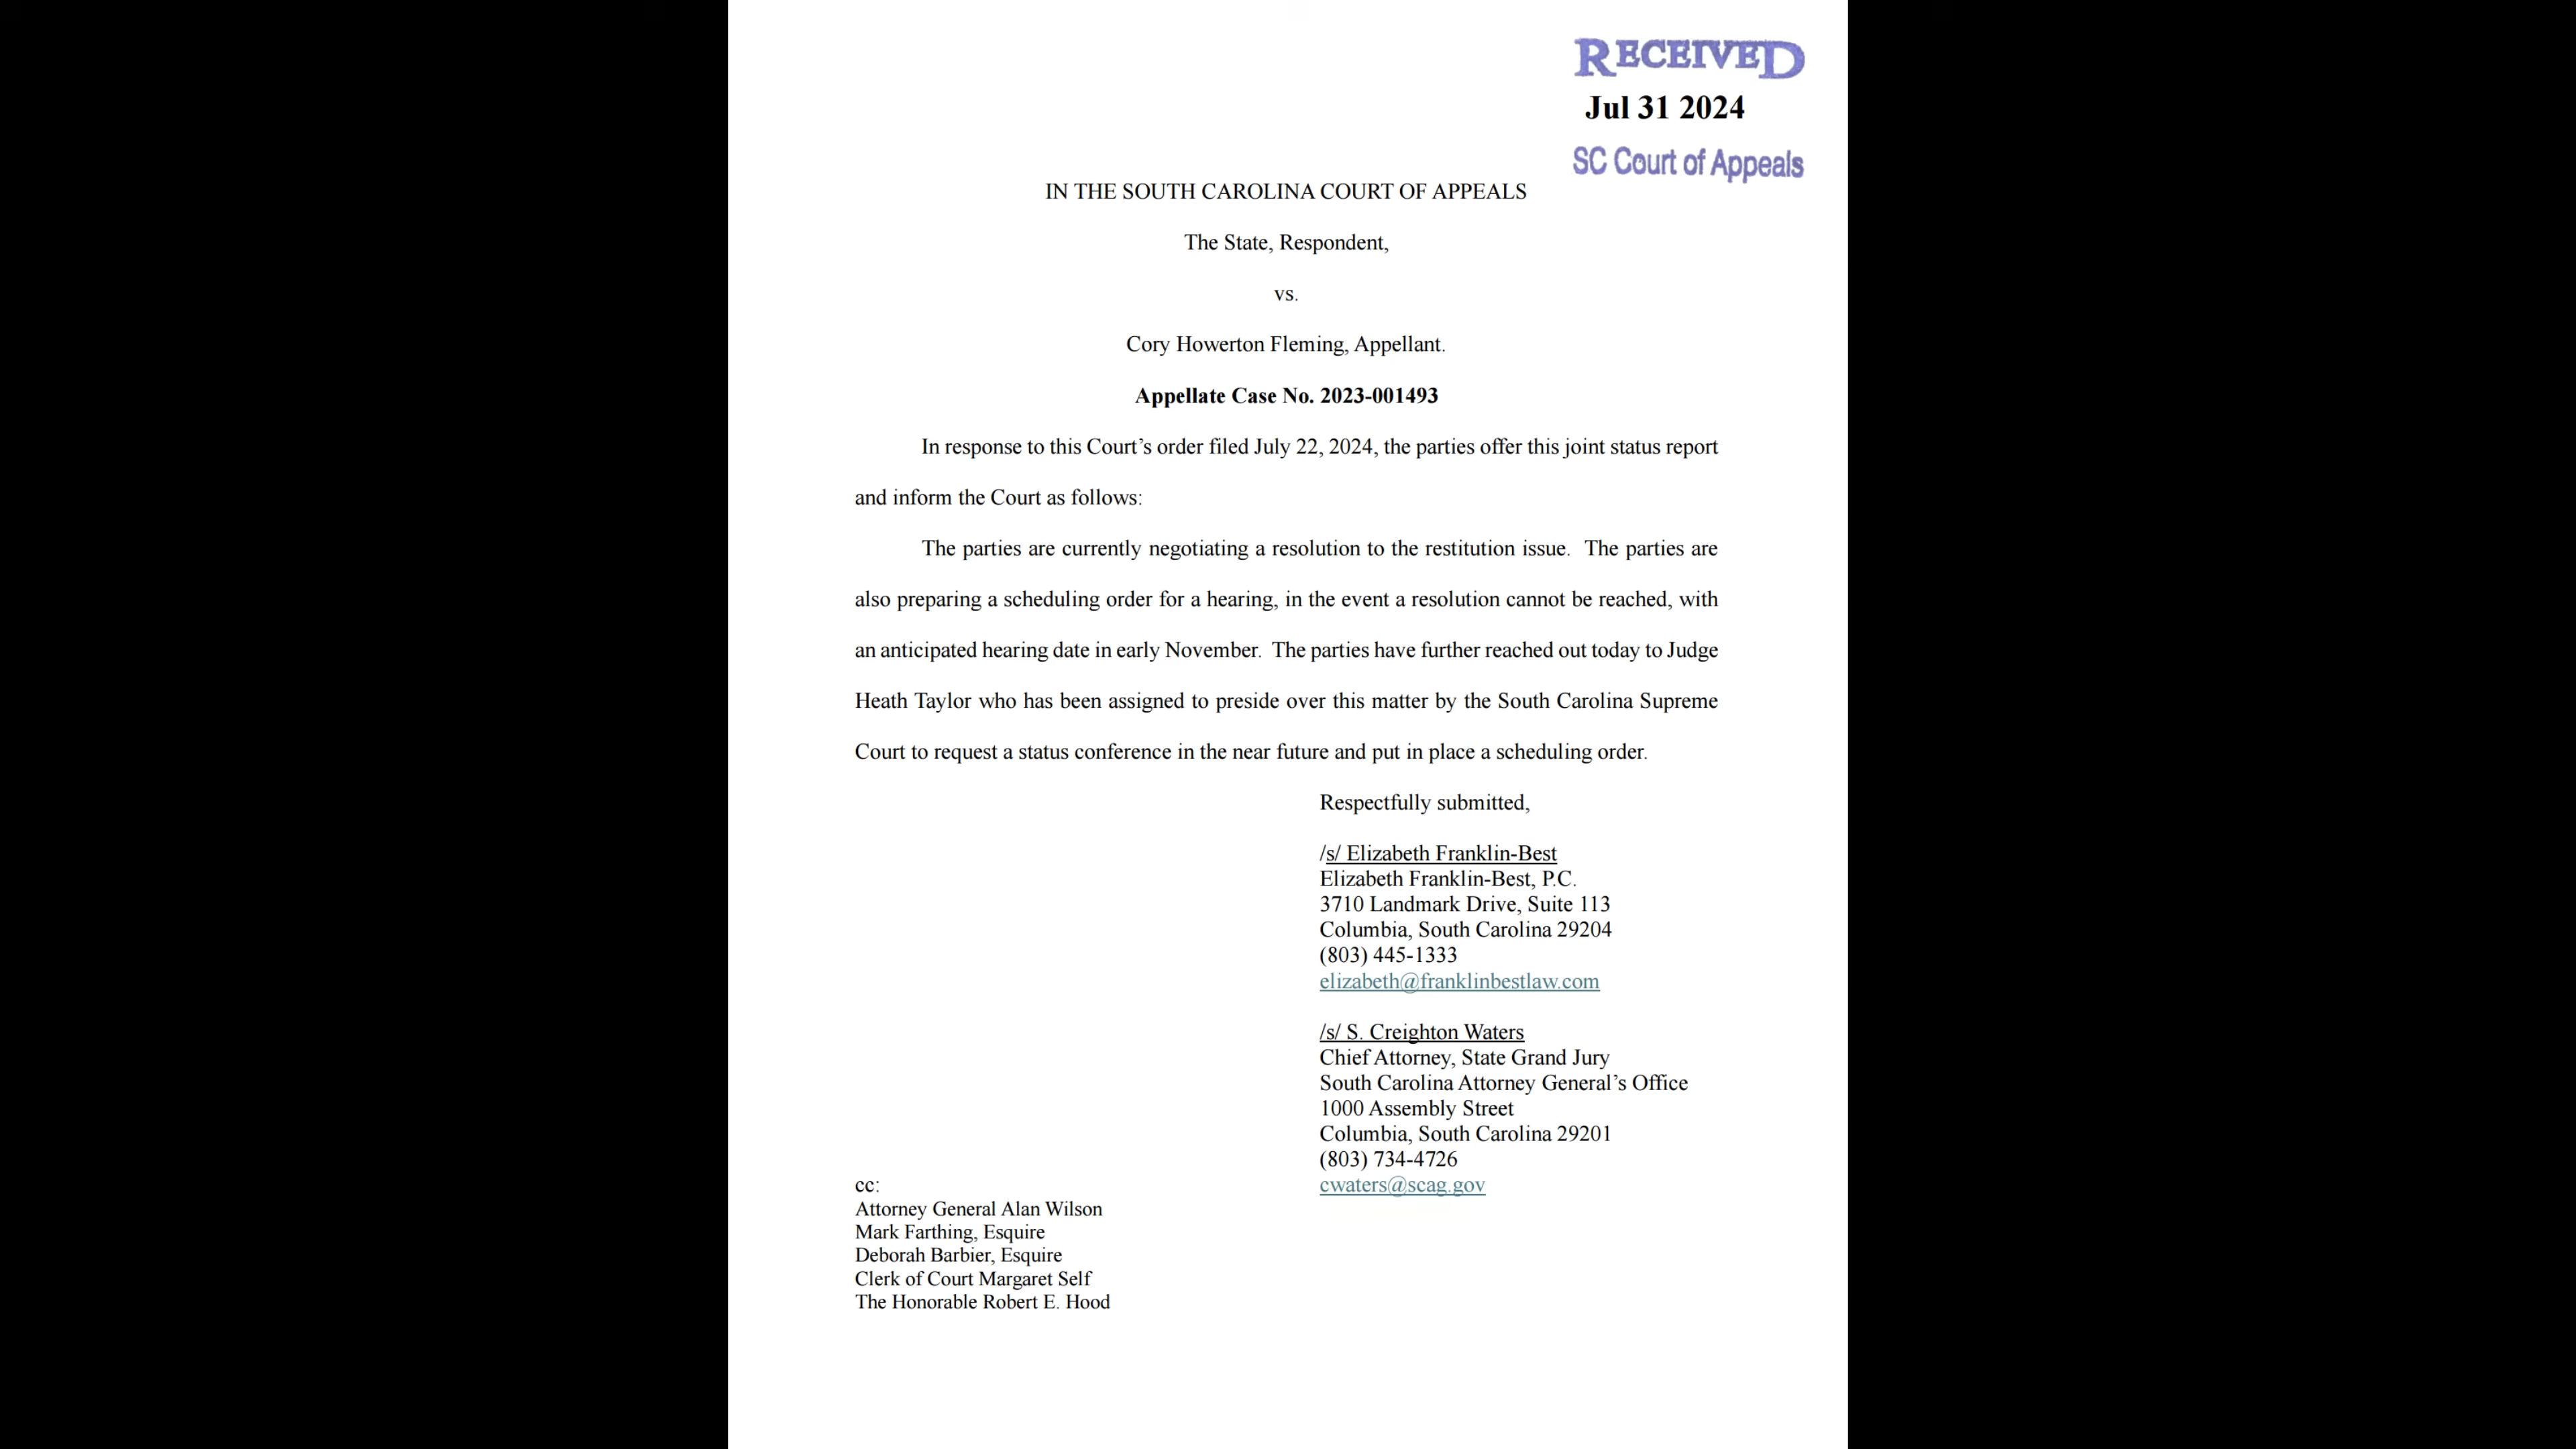 RECEIVED
Jul 31 2024
SC Court of Appeals
IN THE SOUTH CAROLINA COURT OF APPEALS
The State, Respondent,
vs.
Cory Howerton Fleming, Appellant.
Appellate Case No. 2023-001493
In response to this Court’s order filed July 22, 2024, the parties offer this joint status report
and inform the Court as follows:
The parties are currently negotiating a resolution to the restitution issue.  The parties are
also preparing a scheduling order for a hearing, in the event a resolution cannot be reached, with
an anticipated hearing date in early November.  The parties have further reached out today to Judge
Heath Taylor who has been assigned to preside over this matter by the South Carolina Supreme
Court to request a status conference in the near future and put in place a scheduling order.
Respectfully submitted,
/s/ Elizabeth Franklin-Best
Elizabeth Franklin-Best, P.C.
3710 Landmark Drive, Suite 113
Columbia, South Carolina 29204
(803) 445-1333
elizabeth@franklinbestlaw.com
/s/ S. Creighton Waters
Chief Attorney, State Grand Jury
South Carolina Attorney General’s Office
1000 Assembly Street
Columbia, South Carolina 29201
(803) 734-4726
cwaters@scag.gov
cc:
Attorney General Alan Wilson
Mark Farthing, Esquire
Deborah Barbier, Esquire
Clerk of Court Margaret Self
The Honorable Robert E. Hood